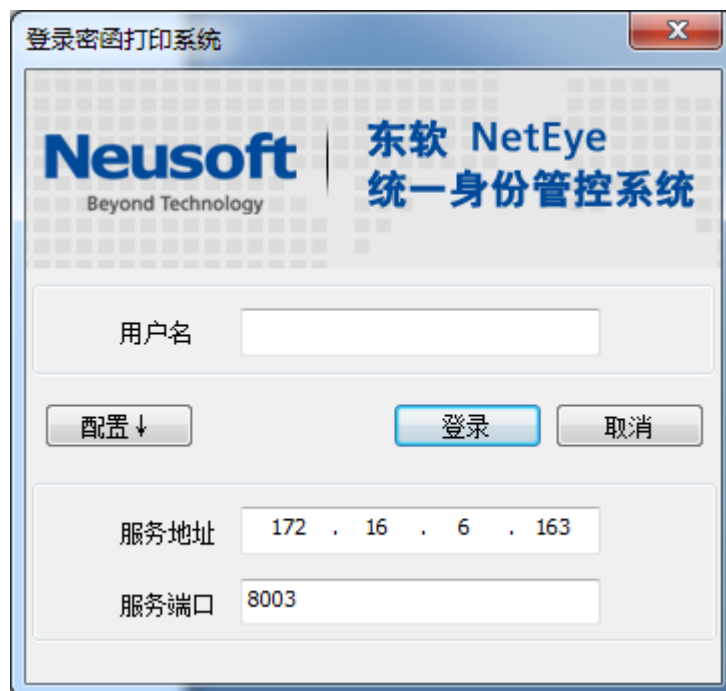 登录密函打印系统
Neusoft
Beyond Technology
东软 NetEye
统一身份管控系统
用户名
配置↓ 登录 取消
服务地址 172 . 16 . 6 . 163
服务端口 8003